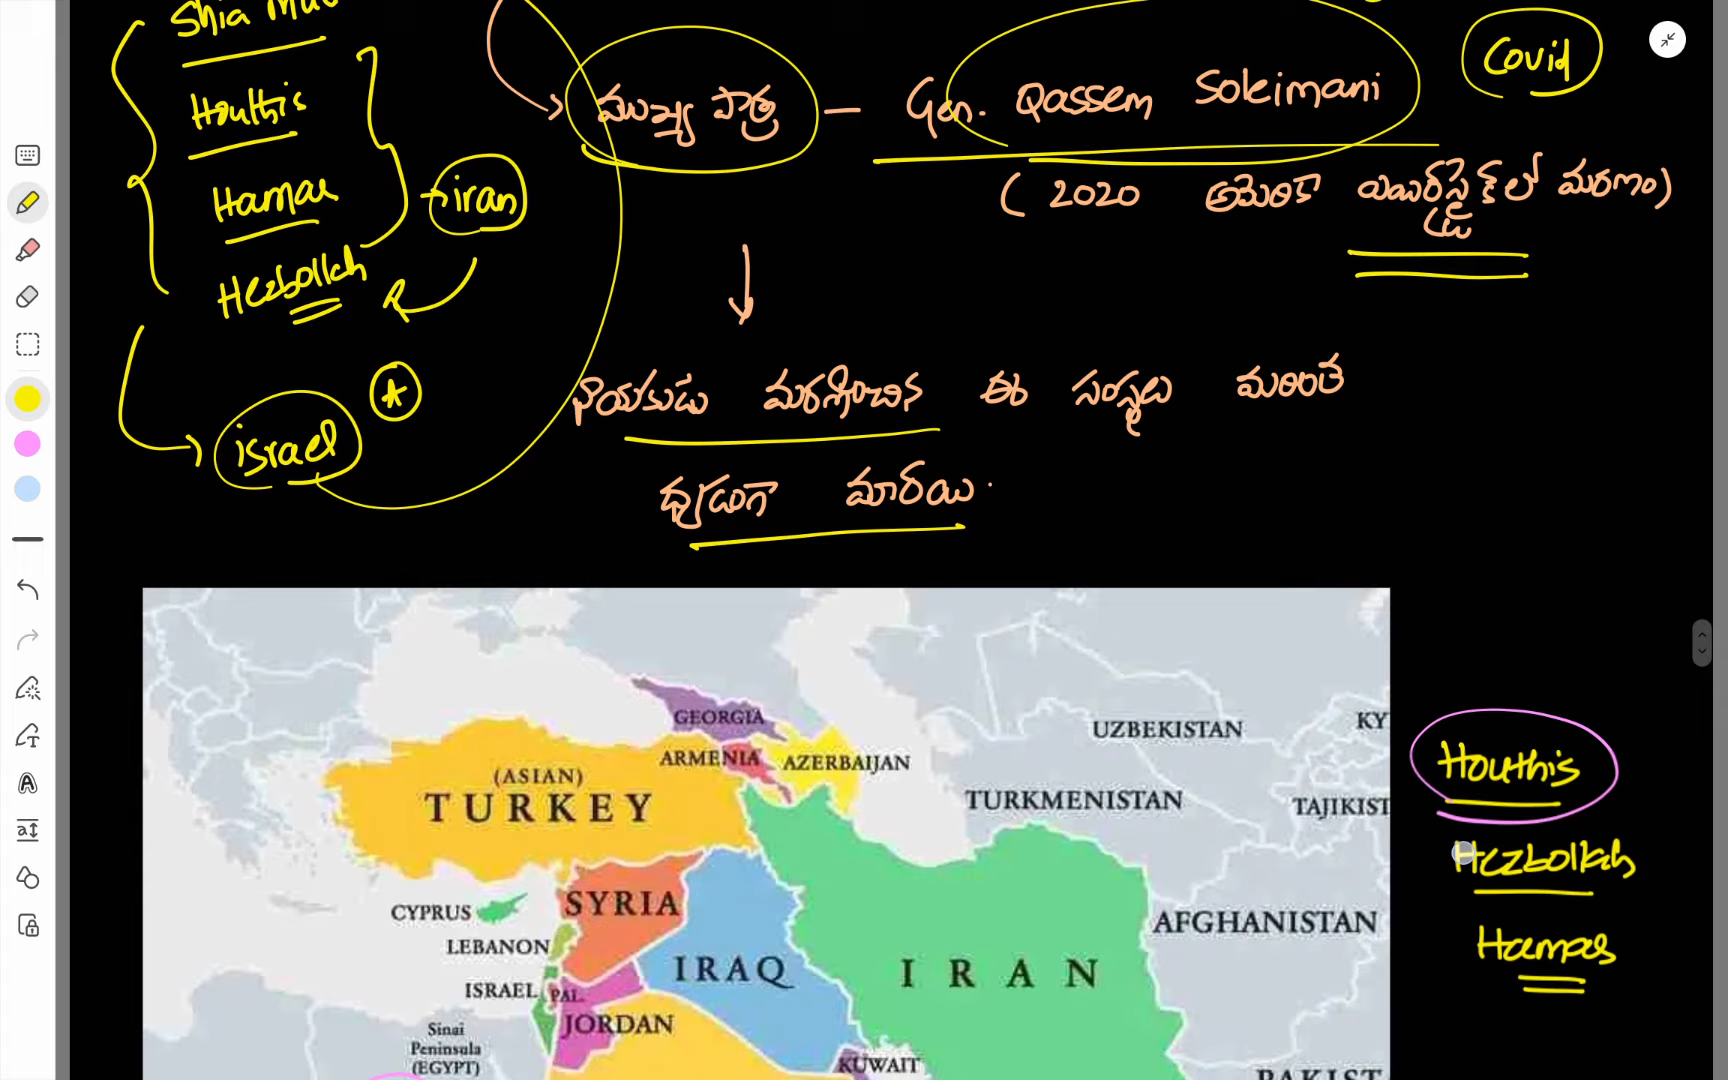 Shia
Houthis
Hamas
Hezbollah
iran
israel
ముఖ్య పాత్ర — Gen. Qassem Soleimani
Covid
( 2020 అమెరికా ఎయిర్‌స్ట్రైక్‌లో మరణం)
నాయకుడు మరణించిన ఈ సంస్థలు మరింత
దృడంగా మారాయి.
GEORGIA
ARMENIA
AZERBAIJAN
UZBEKISTAN
KY
(ASIAN)
TURKEY
TURKMENISTAN
TAJIKIST
CYPRUS
SYRIA
LEBANON
IRAQ
IRAN
AFGHANISTAN
ISRAEL
PAL.
JORDAN
Sinai
Peninsula
(EGYPT)
KUWAIT
PAKIST
Houthis
Hezbollah
Hamas